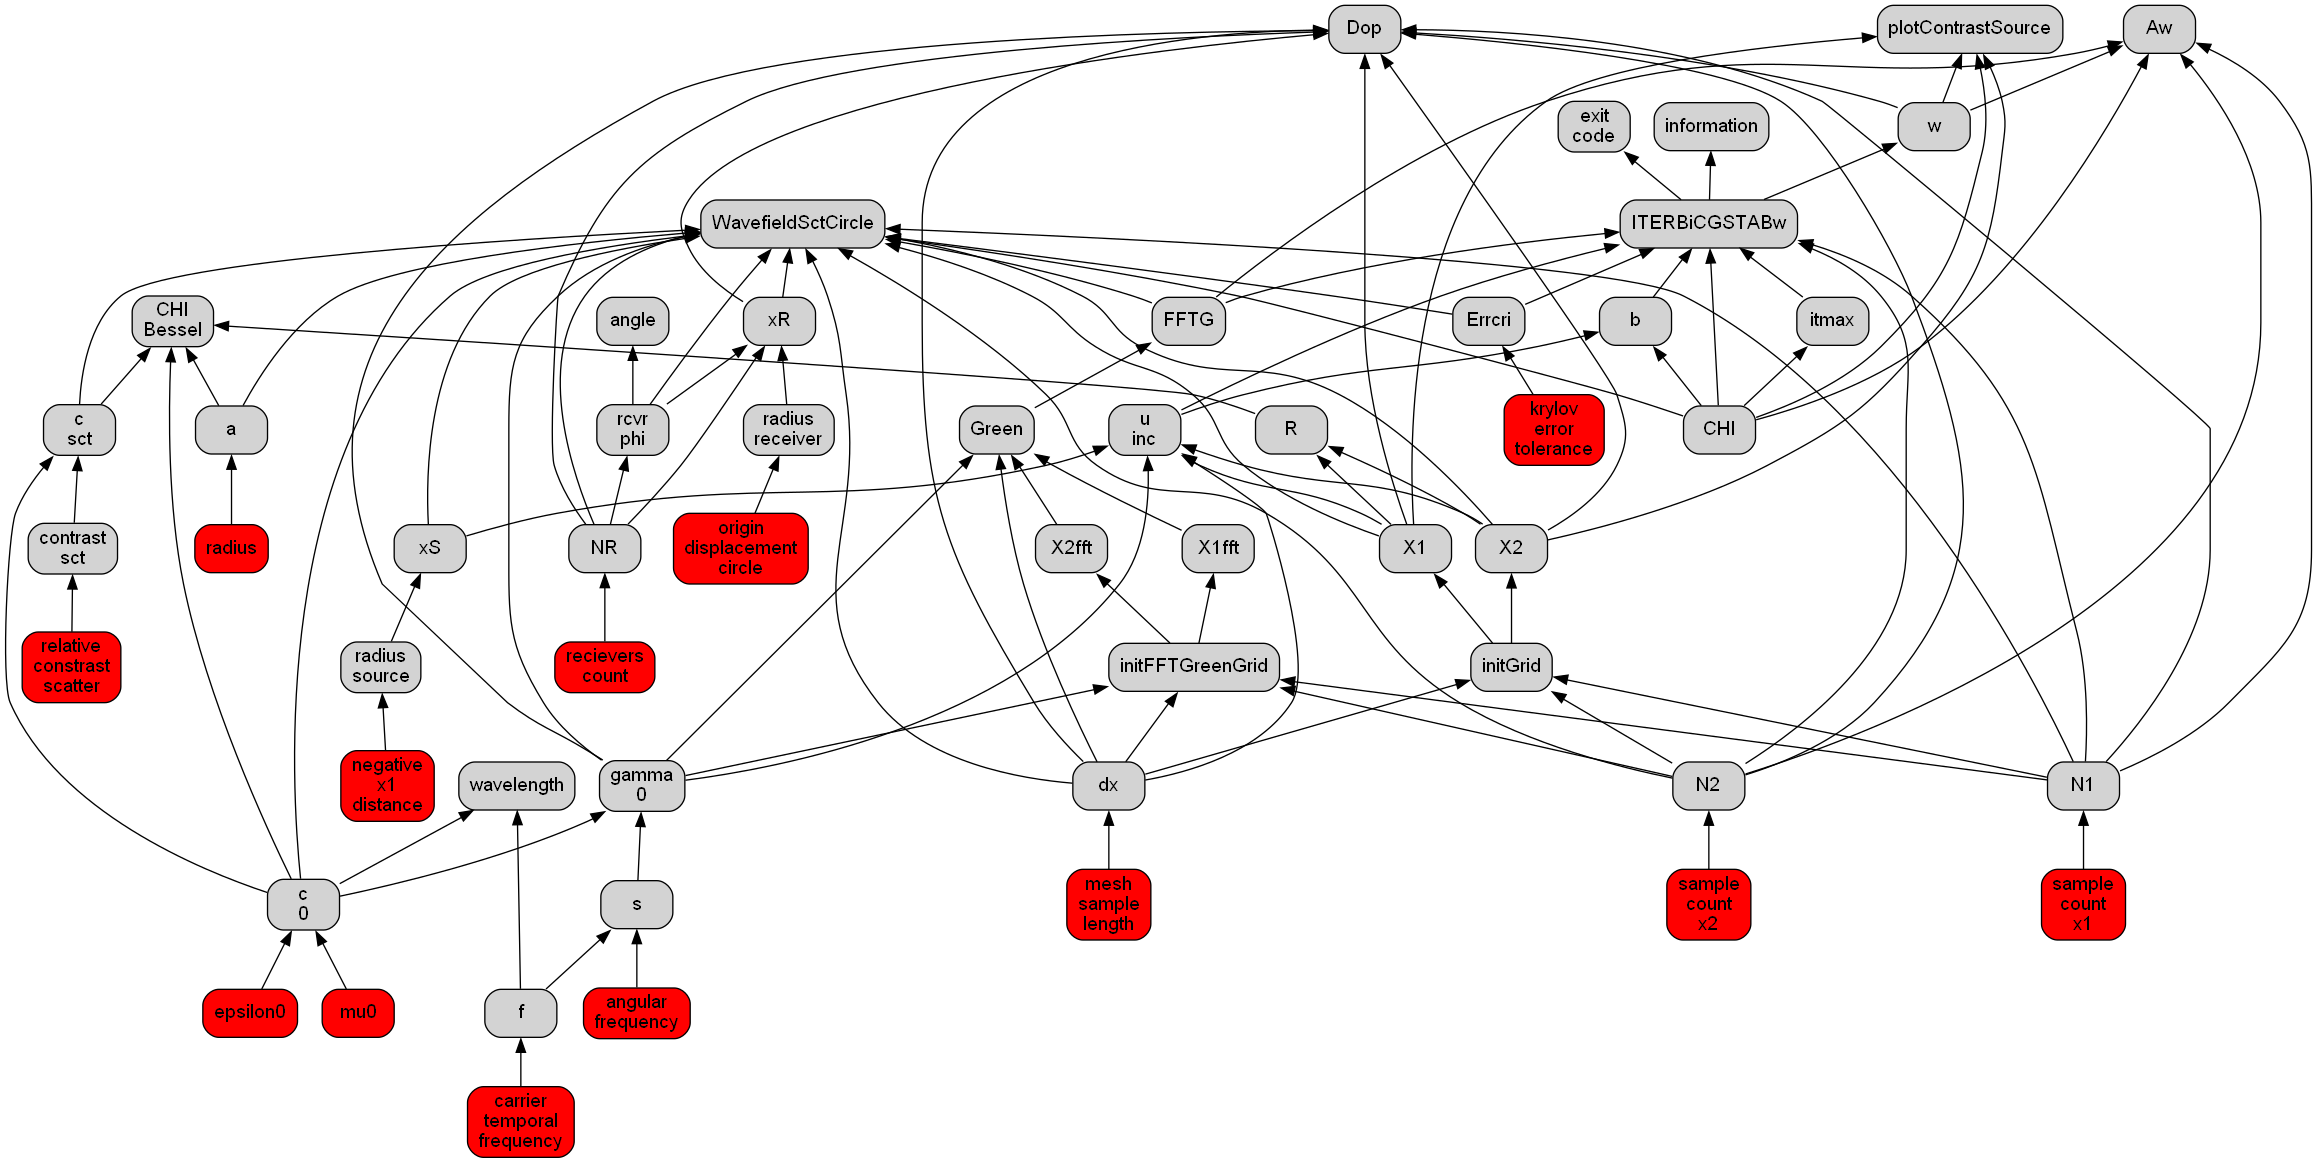 Dop
plotContrastSource
Aw
exit
code
information
w
WavefieldSctCircle
ITERBiCGSTABw
CHI
Bessel
angle
xR
FFTG
Errcri
b
itmax
c
sct
a
rcvr
phi
radius
receiver
Green
u
inc
R
krylov
error
tolerance
CHI
contrast
sct
radius
xS
NR
origin
displacement
circle
X2fft
X1fft
X1
X2
relative
constrast
scatter
radius
source
recievers
count
initFFTGreenGrid
initGrid
negative
x1
distance
wavelength
gamma
0
dx
N2
N1
c
0
s
mesh
sample
length
sample
count
x2
sample
count
x1
epsilon0
mu0
f
angular
frequency
carrier
temporal
frequency